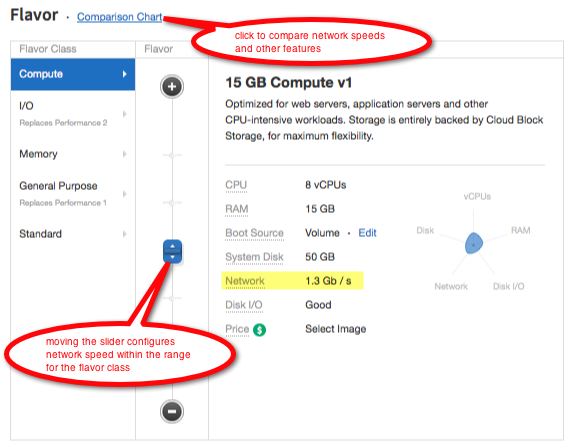 Flavor · Comparison Chart
click to compare network speeds
and other features
Flavor Class
Flavor
Compute
I/O
Replaces Performance 2
Memory
General Purpose
Replaces Performance 1
Standard
15 GB Compute v1
Optimized for web servers, application servers and other
CPU-intensive workloads. Storage is entirely backed by Cloud Block
Storage, for maximum flexibility.
CPU 8 vCPUs
RAM 15 GB
Boot Source Volume · Edit
System Disk 50 GB
Network 1.3 Gb / s
Disk I/O Good
Price $ Select Image
vCPUs
Disk
RAM
Network
Disk I/O
moving the slider configures
network speed within the range
for the flavor class